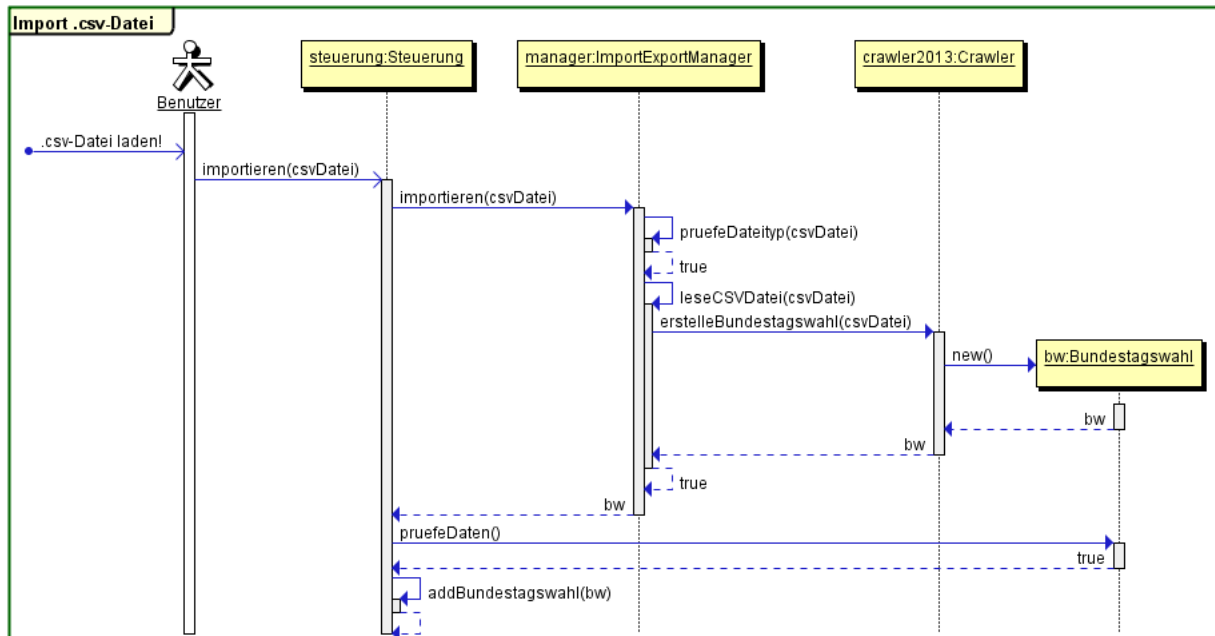 Import .csv-Datei
Benutzer
steuerung:Steuerung
manager:ImportExportManager
crawler2013:Crawler
.csv-Datei laden!
importieren(csvDatei)
importieren(csvDatei)
pruefeDateityp(csvDatei)
true
leseCSVDatei(csvDatei)
erstelleBundestagswahl(csvDatei)
new()
bw:Bundestagswahl
bw
bw
true
bw
pruefeDaten()
true
addBundestagswahl(bw)